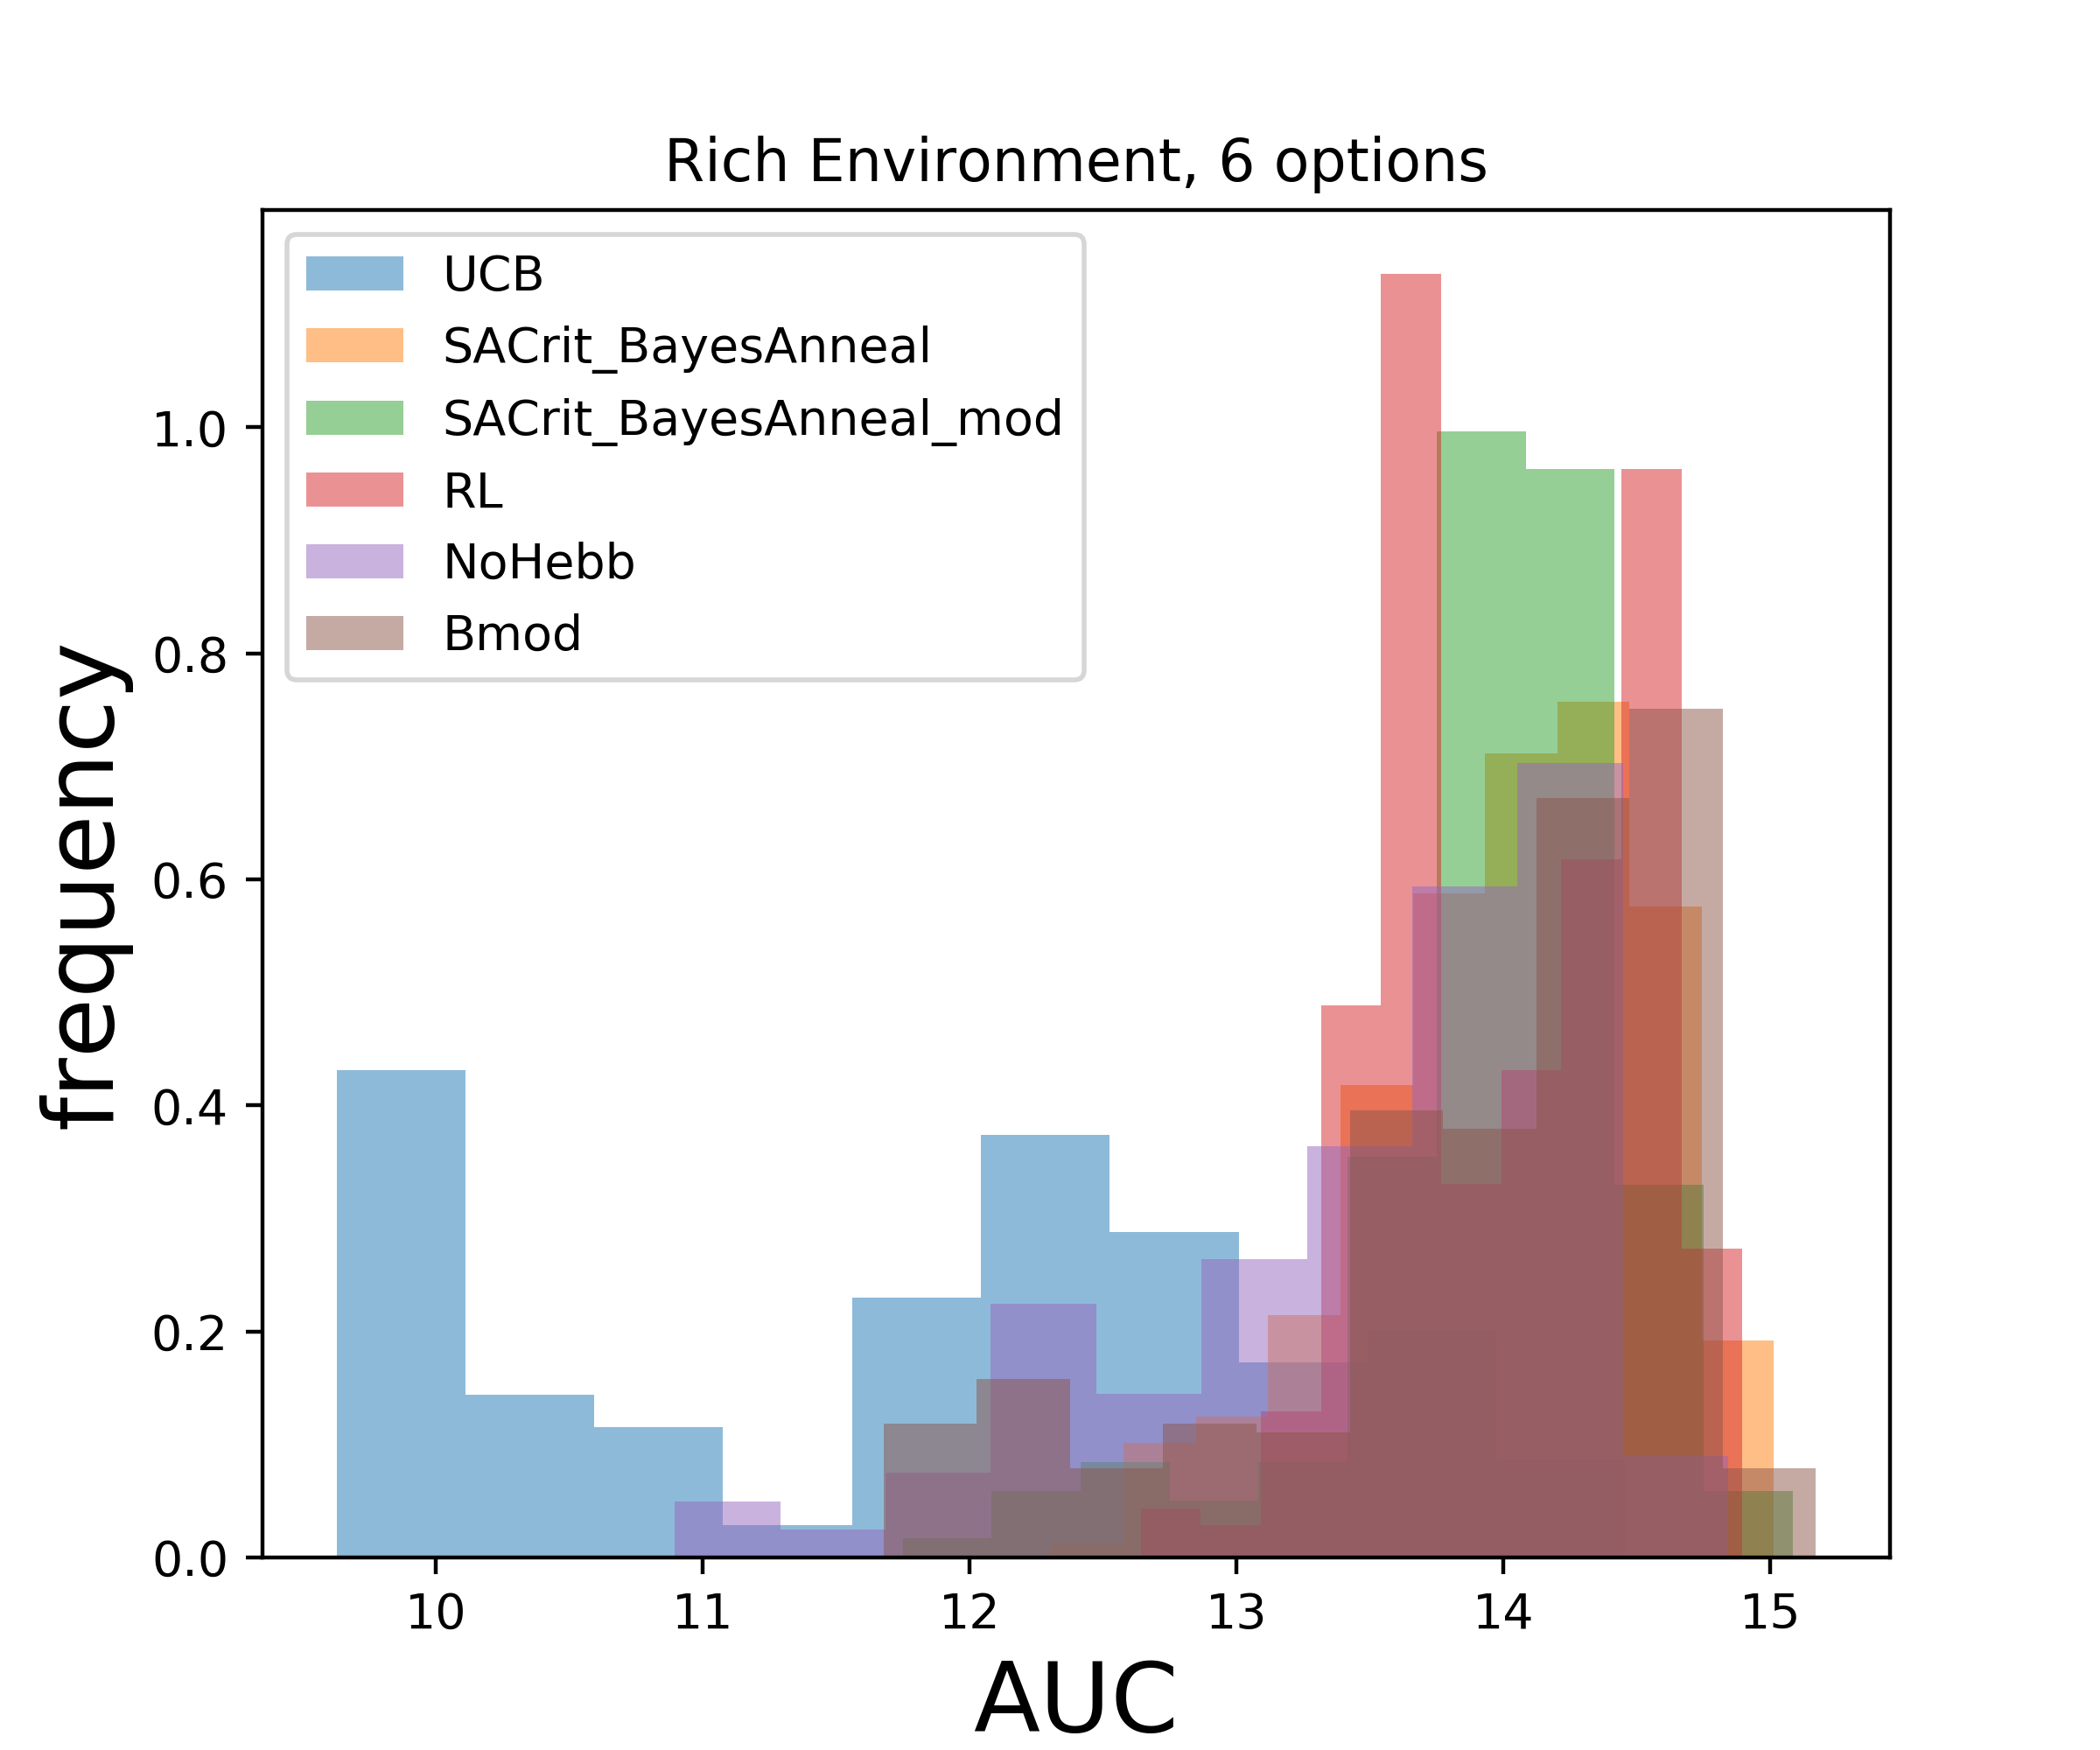 Rich Environment, 6 options
UCB
SACrit_BayesAnneal
SACrit_BayesAnneal_mod
RL
NoHebb
Bmod
frequency
1.0
0.8
0.6
0.4
0.2
0.0
10 11 12 13 14 15
AUC